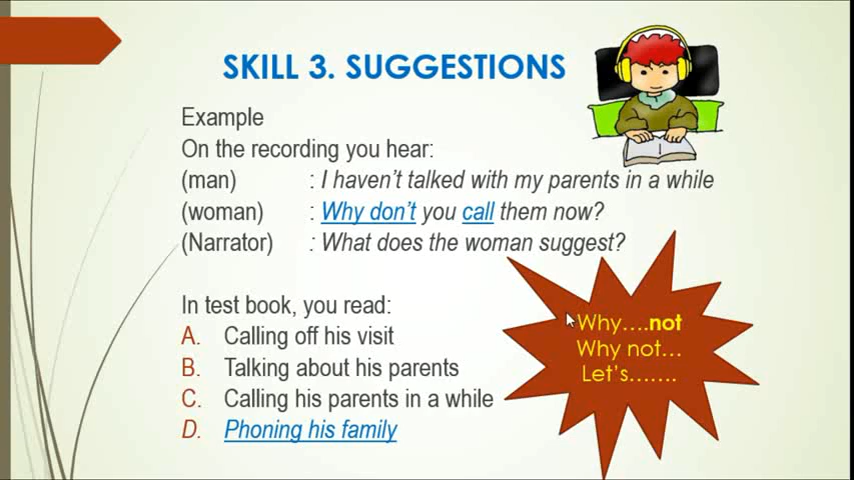 SKILL 3. SUGGESTIONS
Example
On the recording you hear:
(man) : I haven't talked with my parents in a while
(woman) : Why don't you call them now?
(Narrator) : What does the woman suggest?
In test book, you read:
A. Calling off his visit
B. Talking about his parents
C. Calling his parents in a while
D. Phoning his family
Why….not
Why not…
Let's…….